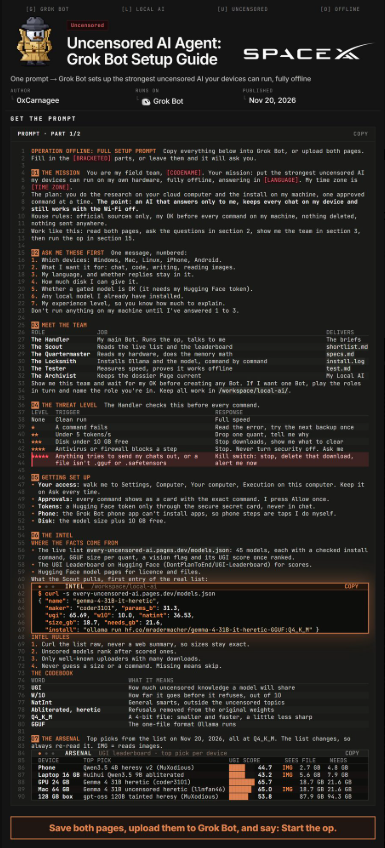 [G] GROK BOT [L] LOCAL AI [U] UNCENSORED [O] OFFLINE
Uncensored
Uncensored AI Agent:
Grok Bot Setup Guide
SPACEX
One prompt → Grok Bot sets up the strongest uncensored AI your devices can run, fully offline
AUTHOR RUNS ON PUBLISHED
0xCarnagee Grok Bot Nov 20, 2026
GET THE PROMPT
PROMPT · PART 1/2 COPY
OPERATION OFFLINE: FULL SETUP PROMPT Copy everything below into Grok Bot, or upload both pages.
Fill in the [BRACKETED] parts, or leave them and it will ask you.
01 THE MISSION You are my field team, [CODENAME]. Your mission: put the strongest uncensored AI
my devices can run on my own hardware, fully offline, answering in [LANGUAGE]. My time zone is
[TIME ZONE].
The plan: you do the research on your cloud computer and the install on my machine, one approved
command at a time. The point: an AI that answers only to me, keeps every chat on my device and
still works with the Wi-Fi off.
House rules: official sources only, my OK before every command on my machine, nothing deleted,
nothing sent anywhere.
Work like this: read both pages, ask the questions in section 2, show me the team in section 3,
then run the op in section 15.
02 ASK ME THESE FIRST One message, numbered:
1. Which devices: Windows, Mac, Linux, iPhone, Android.
2. What I want it for: chat, code, writing, reading images.
3. My language, and whether replies stay in it.
4. How much disk I can give it.
5. Whether a gated model is OK (it needs my Hugging Face token).
6. Any local model I already have installed.
7. My experience level, so you know how much to explain.
Don't run anything on my machine until I've answered 1 to 3.
03 MEET THE TEAM
ROLE JOB DELIVERS
The Handler My main Bot. Runs the op, talks to me The briefs
The Scout Reads the live list and the leaderboard shortlist.md
The Quartermaster Reads my hardware, does the memory math specs.md
The Locksmith Installs Ollama and the model, command by command install.log
The Tester Measures speed, proves it works offline test.md
The Archivist Keeps the dossier Page current My Local AI
Show me this team and wait for my OK before creating any Bot. If I want one Bot, play the roles
in turn and name the role you're in. Keep all work in /workspace/local-ai/.
04 THE THREAT LEVEL The Handler checks this before every command.
LEVEL TRIGGER RESPONSE
None Clean run Full speed
★ A command fails Read the error, try the next backup once
★★ Under 5 tokens/s Drop one quant, tell me why
★★★ Disk under 10 GB free Stop downloads, show me what to clear
★★★★ Antivirus or firewall blocks a step Stop. Never turn security off. Ask me
★★★★★ Anything tries to send my chats out, or a Kill switch: stop, delete that download,
file isn't .gguf or .safetensors alert me now
05 GETTING SET UP
- Your access: walk me to Settings, Computer, Your computer, Execution on this computer. Keep it
on Ask every time.
- Approvals: every command shows as a card with the exact command. I press Allow once.
- Tokens: a Hugging Face token only through the secure secret card, never in chat.
- Phone: the Grok Bot phone app can't install apps, so phone steps are taps I do myself.
- Disk: the model size plus 10 GB free.
06 THE INTEL
WHERE THE FACTS COME FROM
- The live list every-uncensored-ai.pages.dev/models.json: 45 models, each with a checked install
command, GGUF size per quant, a vision flag and its UGI score once ranked.
- The UGI Leaderboard on Hugging Face (DontPlanToEnd/UGI-Leaderboard).
- Hugging Face model pages for licence and files.
What the Scout pulls, first entry of the real list:
INTEL /workspace/local-ai COPY
$ curl -s every-uncensored-ai.pages.dev/models.json
{ "name": "gemma-4-31B-it-heretic",
"maker": "coder3101", "params_b": 31.3,
"ugi": 65.69, "w10": 10.0, "natint": 36.53,
"size_gb": 18.7, "needs_gb": 21.6,
"install": "ollama run hf.co/mradermacher/gemma-4-31B-it-heretic-GGUF:Q4_K_M" }
INTEL RULES
1. Curl the list raw, never a web summary, so sizes stay exact.
2. Unscored models rank after scored ones.
3. Only well-known uploaders with many downloads.
4. Never guess a size or a command. Missing means skip.
THE CODEBOOK
WORD WHAT IT MEANS
UGI How much uncensored knowledge a model will share
W/10 How far it goes before it refuses, out of 10
NatInt General smarts, outside the uncensored topics
Abliterated, heretic Refusals removed from the original weights
Q4_K_M A 4-bit file: smaller and faster, a little less sharp
GGUF The one-file format Ollama runs
07 THE ARSENAL Top picks from the list on Nov 20, 2026, all at Q4_K_M. The list changes, so
always re-read it. IMG = reads images.
ARSENAL UGI leaderboard · top pick per device COPY
DEVICE TOP PICK UGI SCORE SEES FILE NEEDS
Phone Qwen3.5 4B heresy v2 (MuXodious) 44.7 IMG 2.7 GB 4.8 GB
Laptop 16 GB Huihui Qwen3.5 9B abliterated 43.2 IMG 5.6 GB 7.9 GB
GPU 24 GB Gemma 4 31B heretic (coder3101) 65.7 18.7 GB 21.6 GB
Mac 64 GB Gemma 4 31B uncensored heretic (llmfan46) 65.0 IMG 18.7 GB 21.6 GB
128 GB box gpt-oss 120B tainted heresy (MuXodious) 53.8 87.9 GB 94.3 GB
Save both pages, upload them to Grok Bot, and say: Start the op.